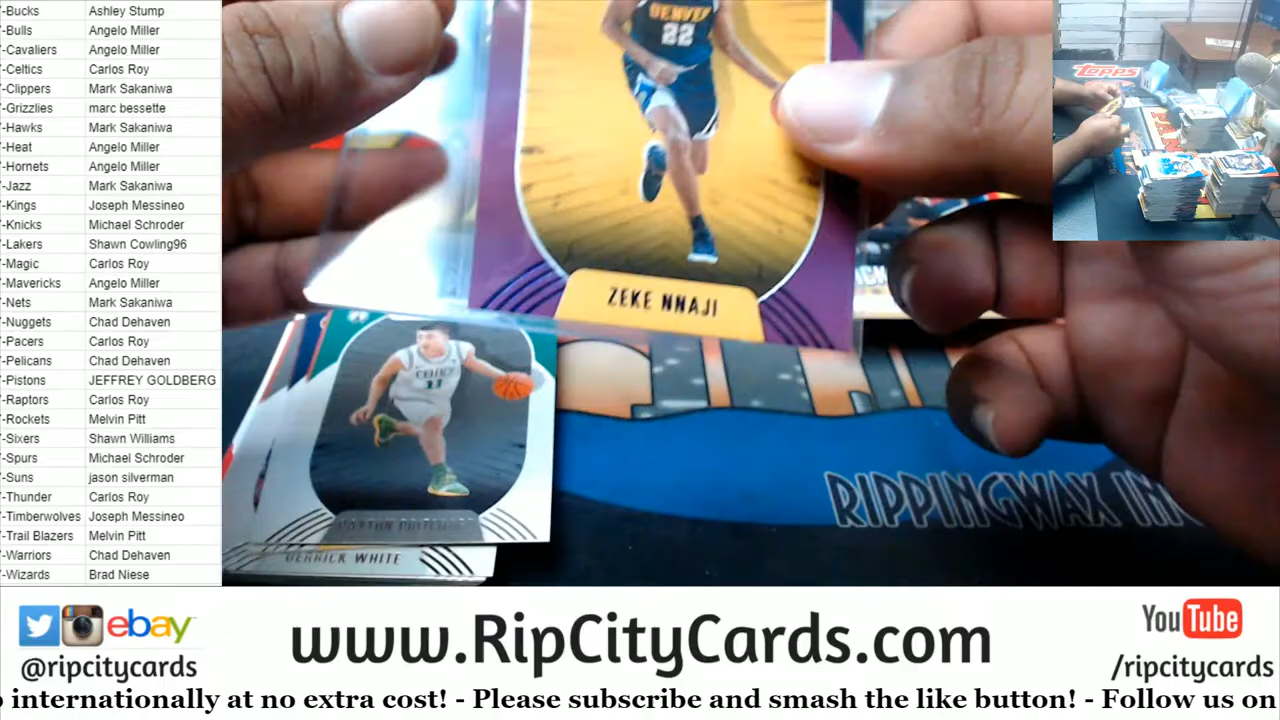 -Bucks Ashley Stump
-Bulls Angelo Miller
-Cavaliers Angelo Miller
-Celtics Carlos Roy
-Clippers Mark Sakaniwa
-Grizzlies marc bessette
-Hawks Mark Sakaniwa
-Heat Angelo Miller
-Hornets Angelo Miller
-Jazz Mark Sakaniwa
-Kings Joseph Messineo
-Knicks Michael Schroder
-Lakers Shawn Cowling96
-Magic Carlos Roy
-Mavericks Angelo Miller
-Nets Mark Sakaniwa
-Nuggets Chad Dehaven
-Pacers Carlos Roy
-Pelicans Chad Dehaven
-Pistons JEFFREY GOLDBERG
-Raptors Carlos Roy
-Rockets Melvin Pitt
-Sixers Shawn Williams
-Spurs Michael Schroder
-Suns jason silverman
-Thunder Carlos Roy
-Timberwolves Joseph Messineo
-Trail Blazers Melvin Pitt
-Warriors Chad Dehaven
-Wizards Brad Niese
DENVER
22
ZEKE NNAJI
11
DERRICK WHITE
RIPPINGWAX IN
topps
ebay
@ripcitycards
www.RipCityCards.com
YouTube
/ripcitycards
internationally at no extra cost! - Please subscribe and smash the like button! - Follow us on